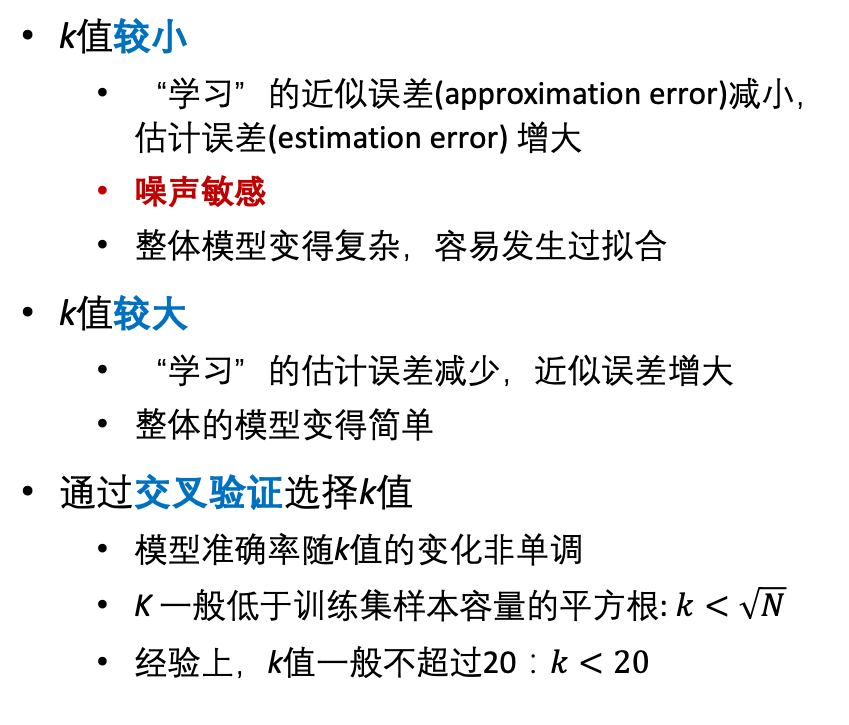 • k值较小
• “学习”的近似误差(approximation error)减小,
估计误差(estimation error) 增大
• 噪声敏感
• 整体模型变得复杂,容易发生过拟合
• k值较大
• “学习”的估计误差减少,近似误差增大
• 整体的模型变得简单
• 通过交叉验证选择k值
• 模型准确率随k值的变化非单调
• K 一般低于训练集样本容量的平方根: k < √N
• 经验上,k值一般不超过20:k < 20